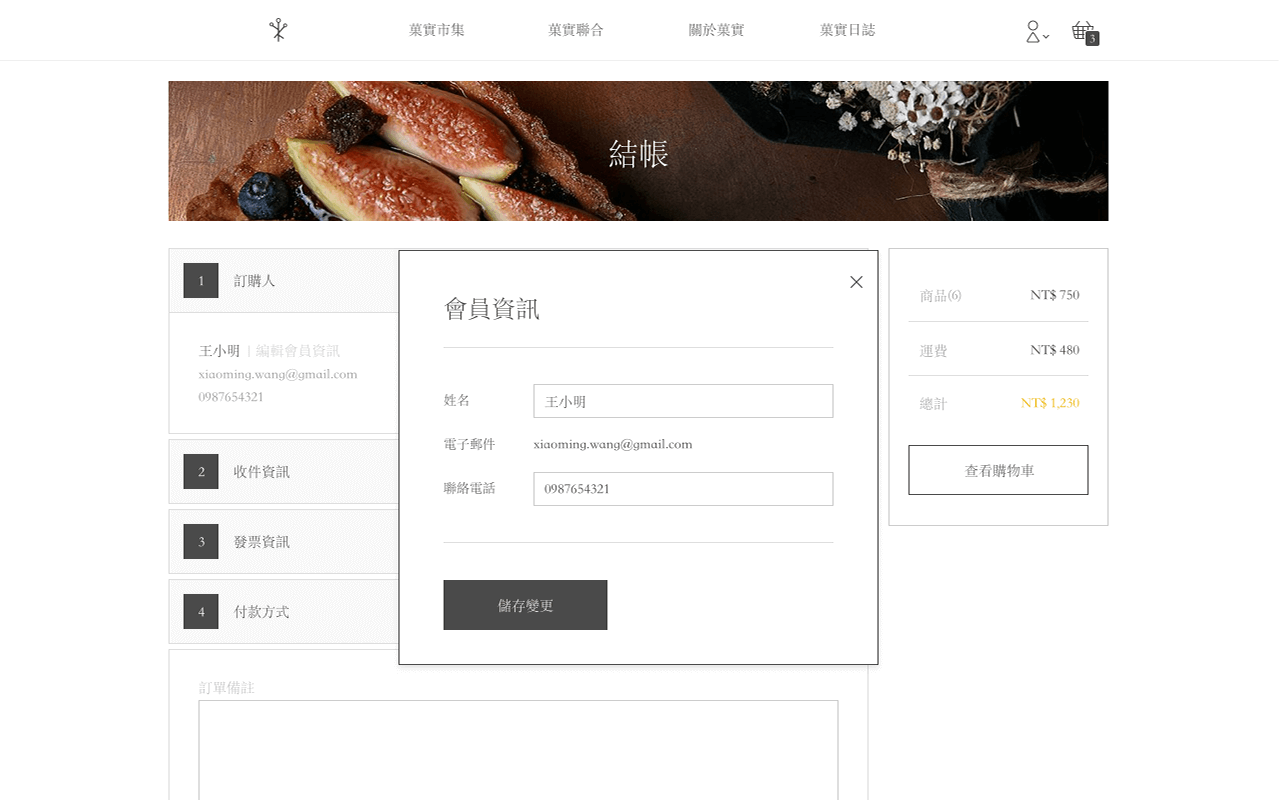 菓實市集
菓實聯合
關於菓實
菓實日誌
3
結帳
1 訂購人
王小明 | 編輯會員資訊
xiaoming.wang@gmail.com
0987654321
2 收件資訊
3 發票資訊
4 付款方式
訂單備註
會員資訊
姓名 王小明
電子郵件 xiaoming.wang@gmail.com
聯絡電話 0987654321
儲存變更
商品(6) NT$ 750
運費 NT$ 480
總計 NT$ 1,230
查看購物車